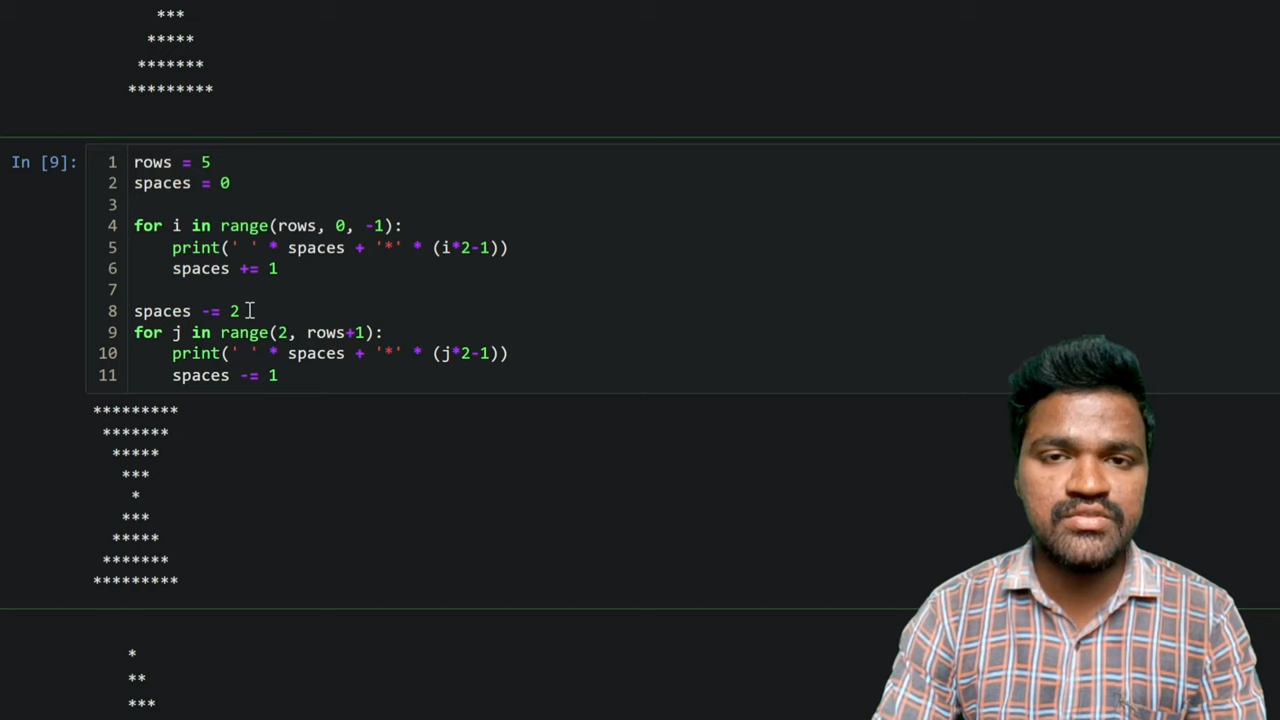 ***
*****
*******
*********
In [9]:
1 rows = 5
2 spaces = 0
3
4 for i in range(rows, 0, -1):
5     print(' ' * spaces + '*' * (i*2-1))
6     spaces += 1
7
8 spaces -= 2
9 for j in range(2, rows+1):
10     print(' ' * spaces + '*' * (j*2-1))
11     spaces -= 1
*********
 *******
  *****
   ***
    *
   ***
  *****
 *******
*********
*
**
***